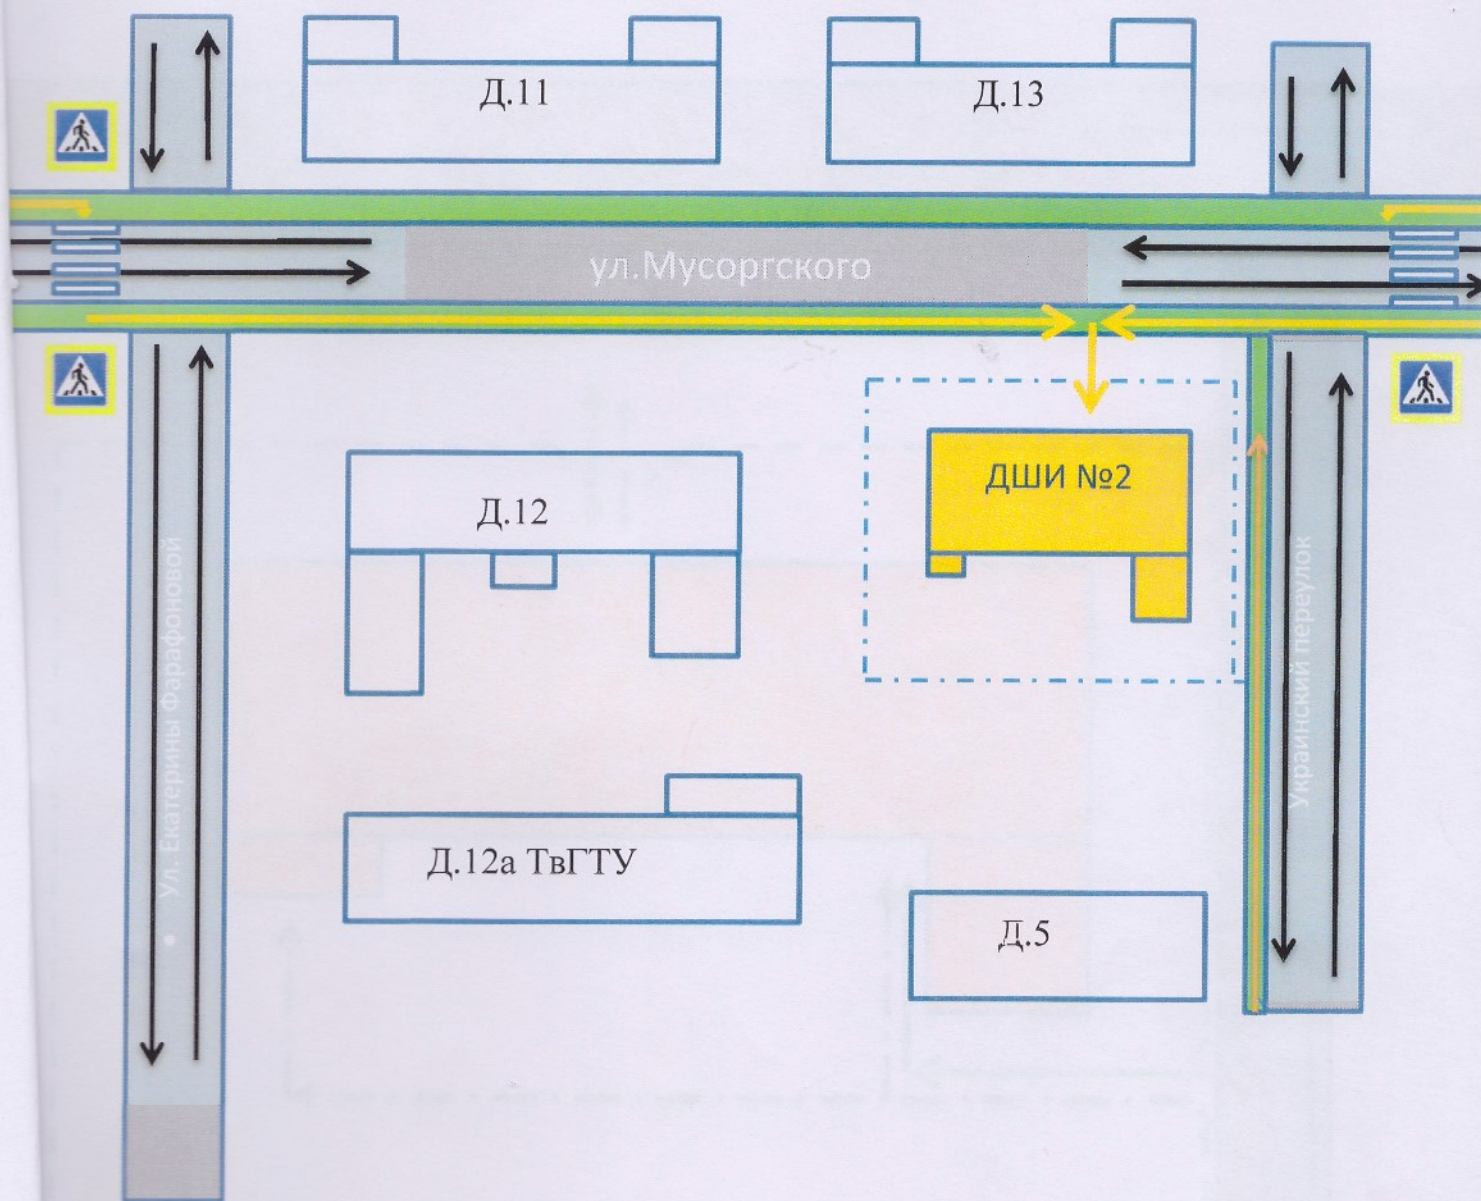 Д.11
Д.13
ул.Мусоргского
ДШИ №2
Д.12
Ул. Екатерины Фарафоновой
Украинский переулок
Д.12а ТвГТУ
Д.5